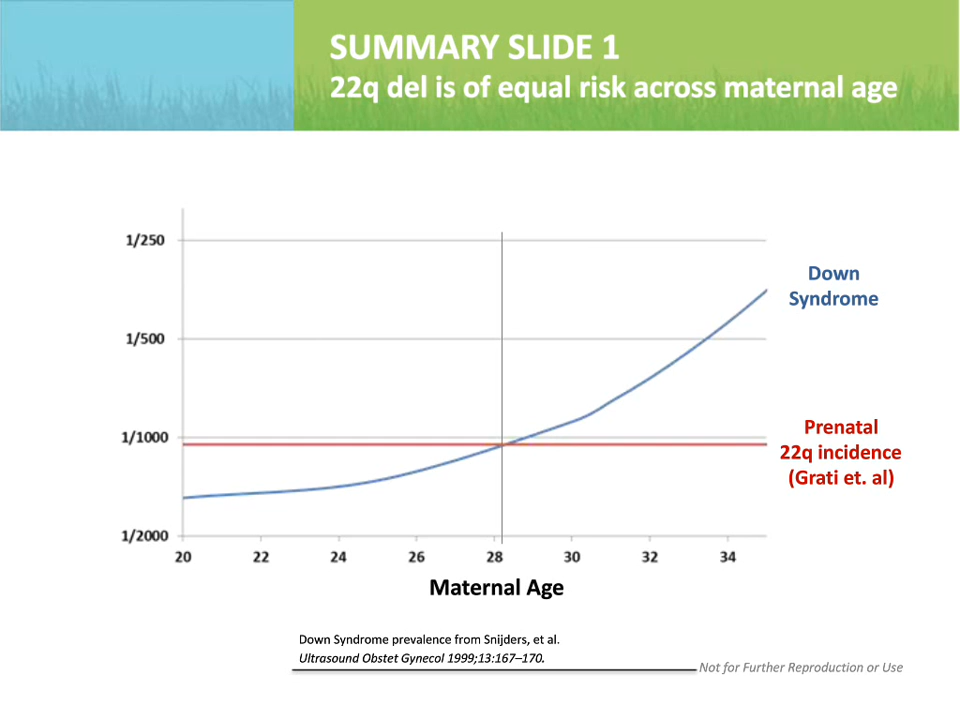 SUMMARY SLIDE 1
22q del is of equal risk across maternal age
1/250
Down
Syndrome
1/500
1/1000
Prenatal
22q incidence
(Grati et. al)
1/2000
20 22 24 26 28 30 32 34
Maternal Age
Down Syndrome prevalence from Snijders, et al.
Ultrasound Obstet Gynecol 1999;13:167–170.
Not for Further Reproduction or Use